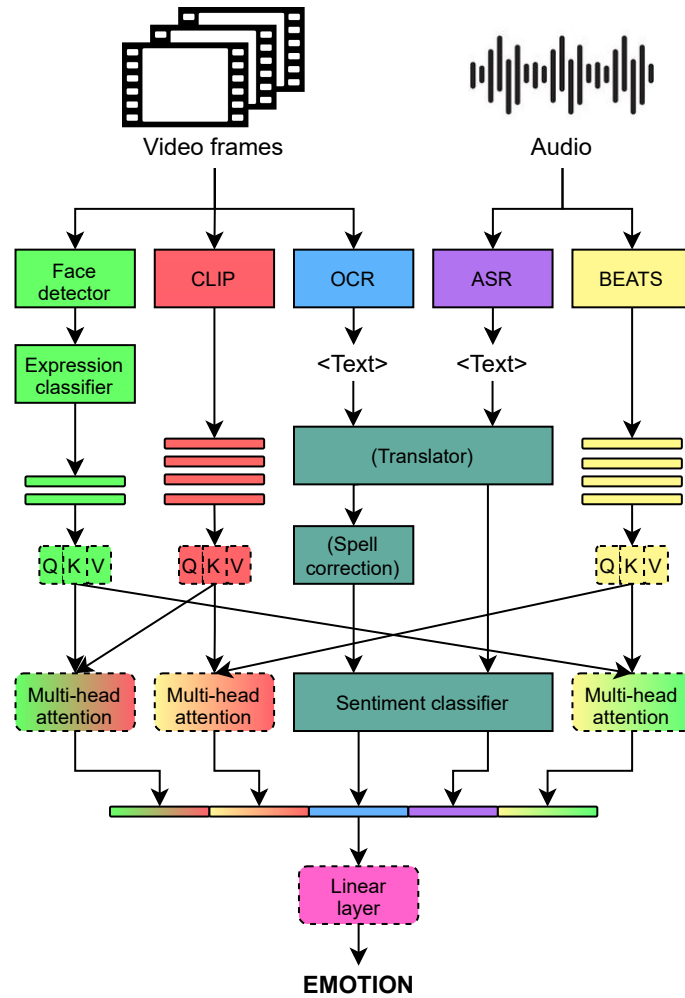 Video frames
Audio
Face
detector
CLIP
OCR
ASR
BEATS
Expression
classifier
<Text>
<Text>
(Translator)
(Spell
correction)
Q K V
Q K V
Q K V
Multi-head
attention
Multi-head
attention
Sentiment classifier
Multi-head
attention
Linear
layer
EMOTION